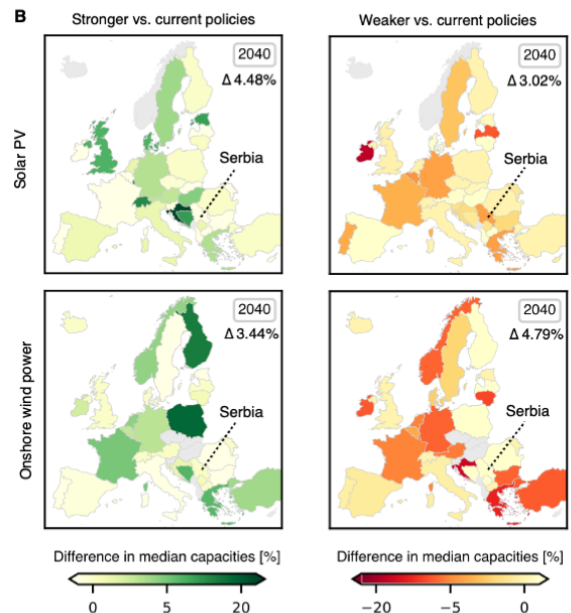 B
Stronger vs. current policies
Weaker vs. current policies
Solar PV
2040
Δ 4.48%
Serbia
2040
Δ 3.02%
Serbia
Onshore wind power
2040
Δ 3.44%
Serbia
2040
Δ 4.79%
Serbia
Difference in median capacities [%]
0 5 20
Difference in median capacities [%]
−20 −5 0